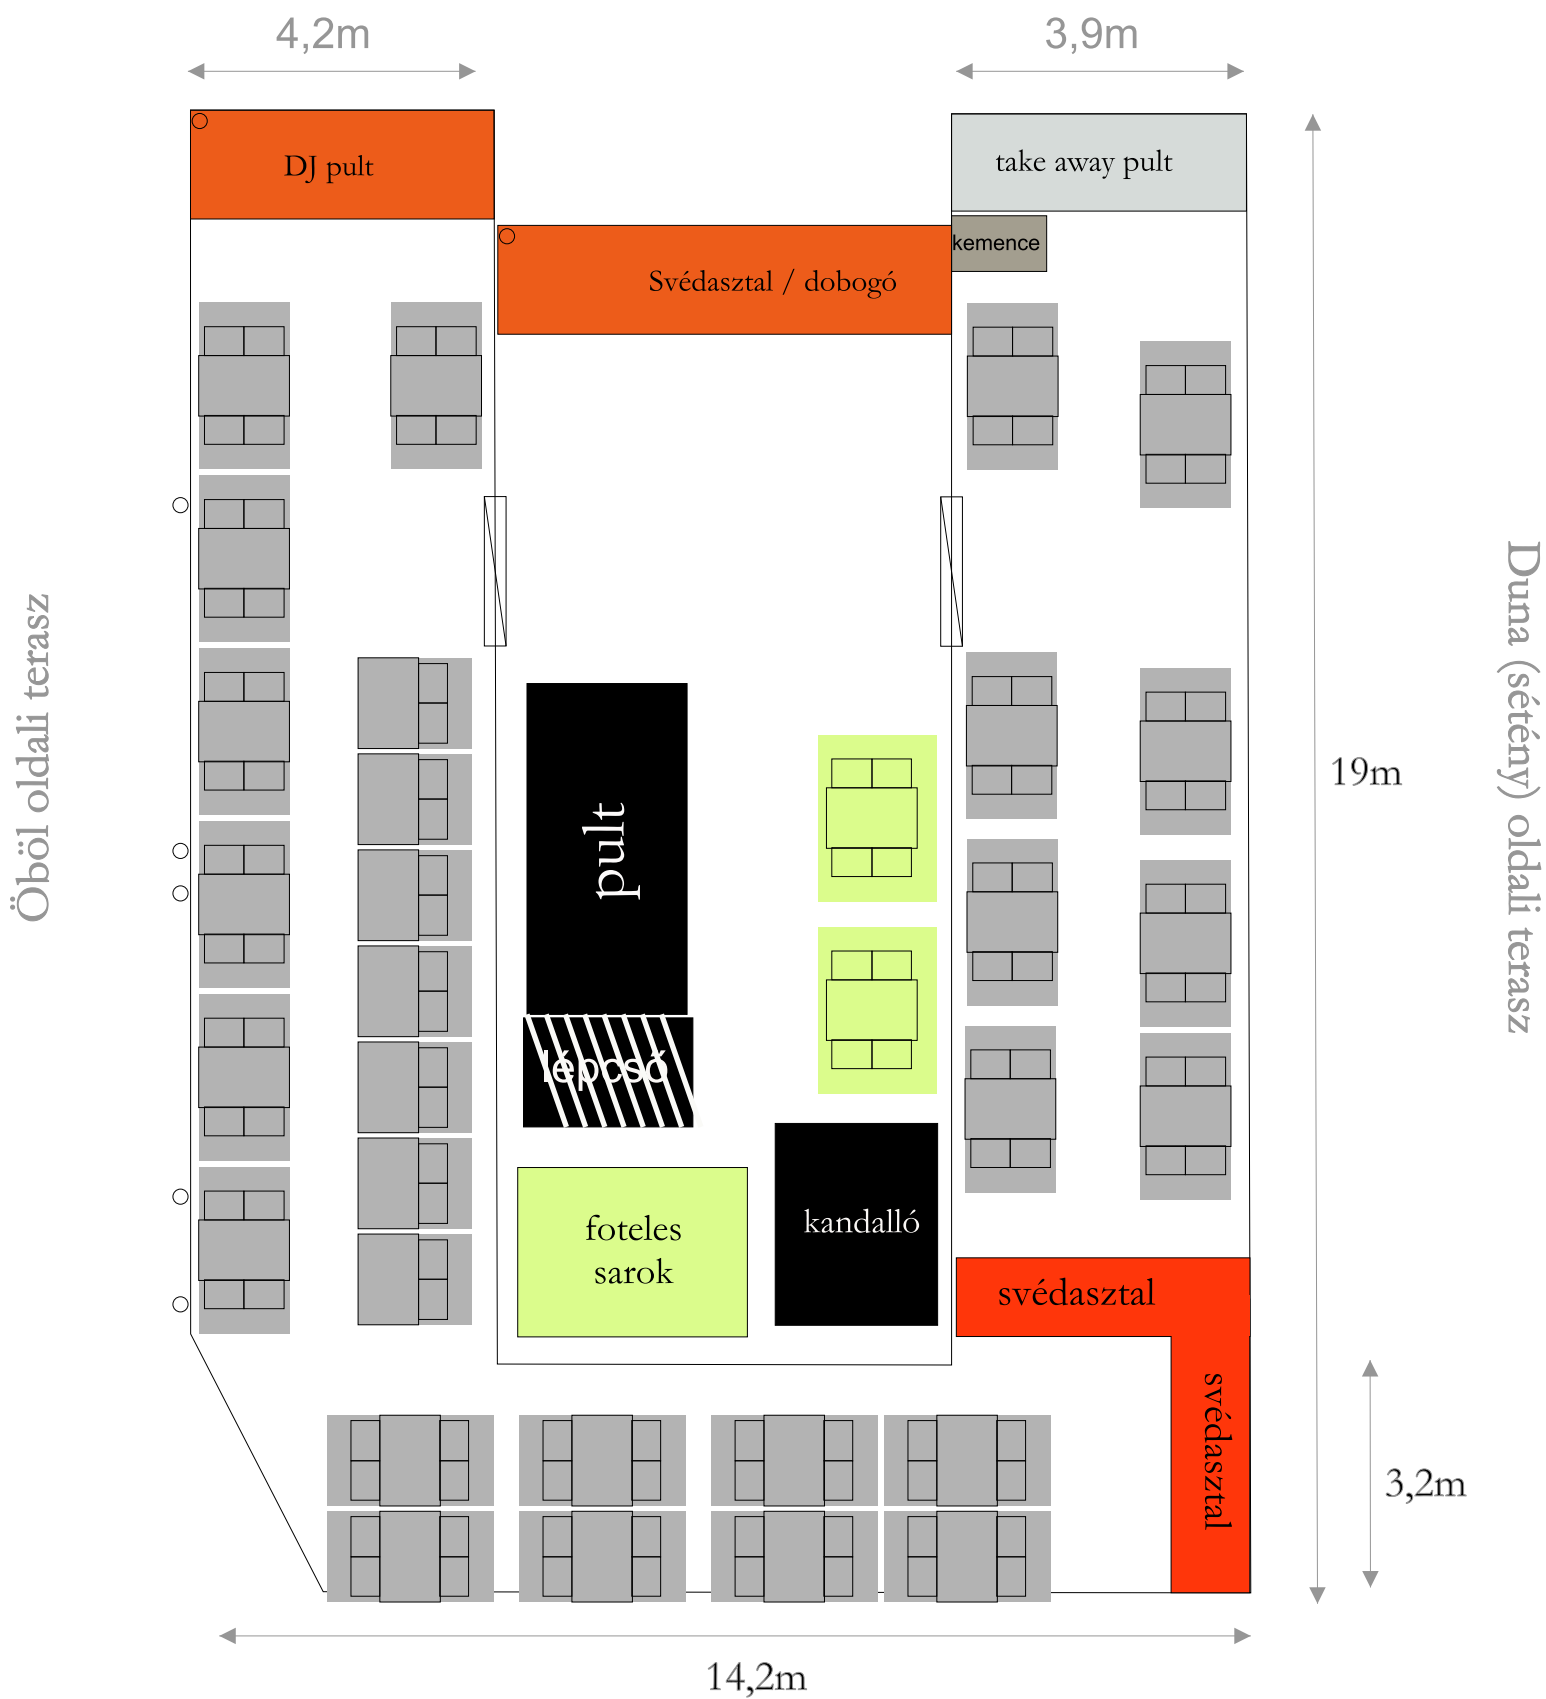 4,2m
3,9m
DJ pult
take away pult
kemence
Svédasztal / dobogó
Öböl oldali terasz
Duna (sétény) oldali terasz
19m
pult
lépcső
foteles
sarok
kandalló
svédasztal
svédasztal
3,2m
14,2m